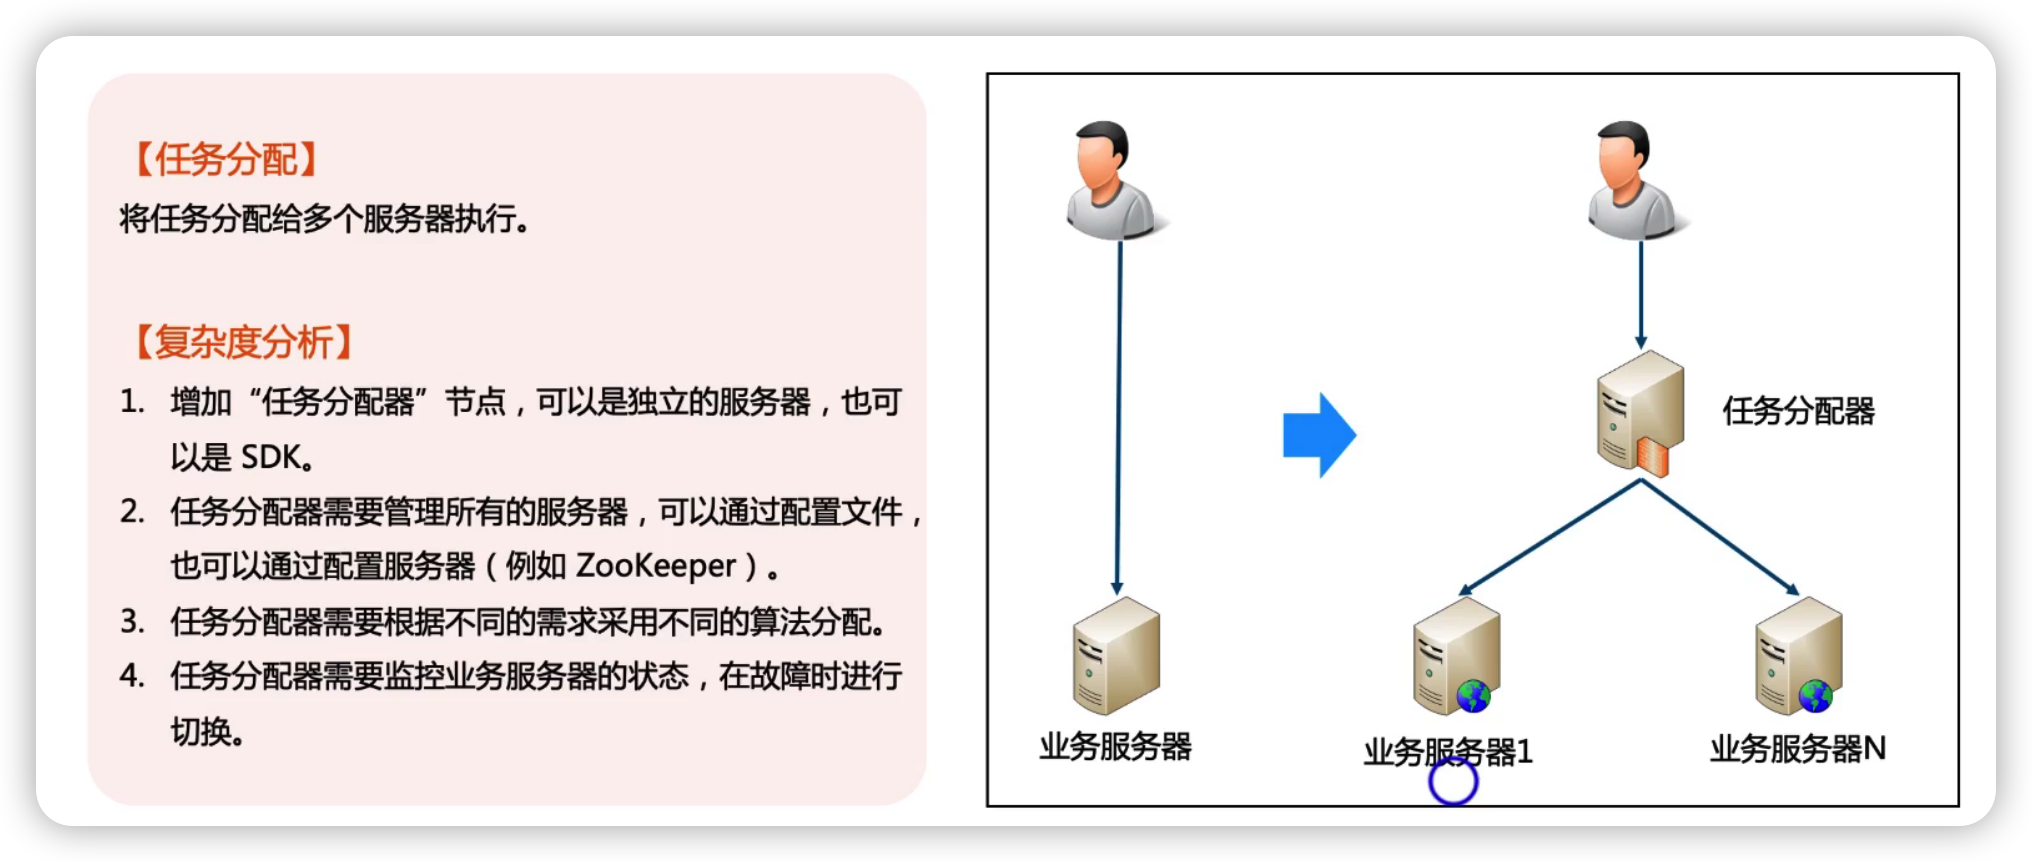 【任务分配】
将任务分配给多个服务器执行。
【复杂度分析】
1. 增加“任务分配器”节点，可以是独立的服务器，也可
以是 SDK。
2. 任务分配器需要管理所有的服务器，可以通过配置文件，
也可以通过配置服务器（例如 ZooKeeper）。
3. 任务分配器需要根据不同的需求采用不同的算法分配。
4. 任务分配器需要监控业务服务器的状态，在故障时进行
切换。
任务分配器
业务服务器
业务服务器1
业务服务器N